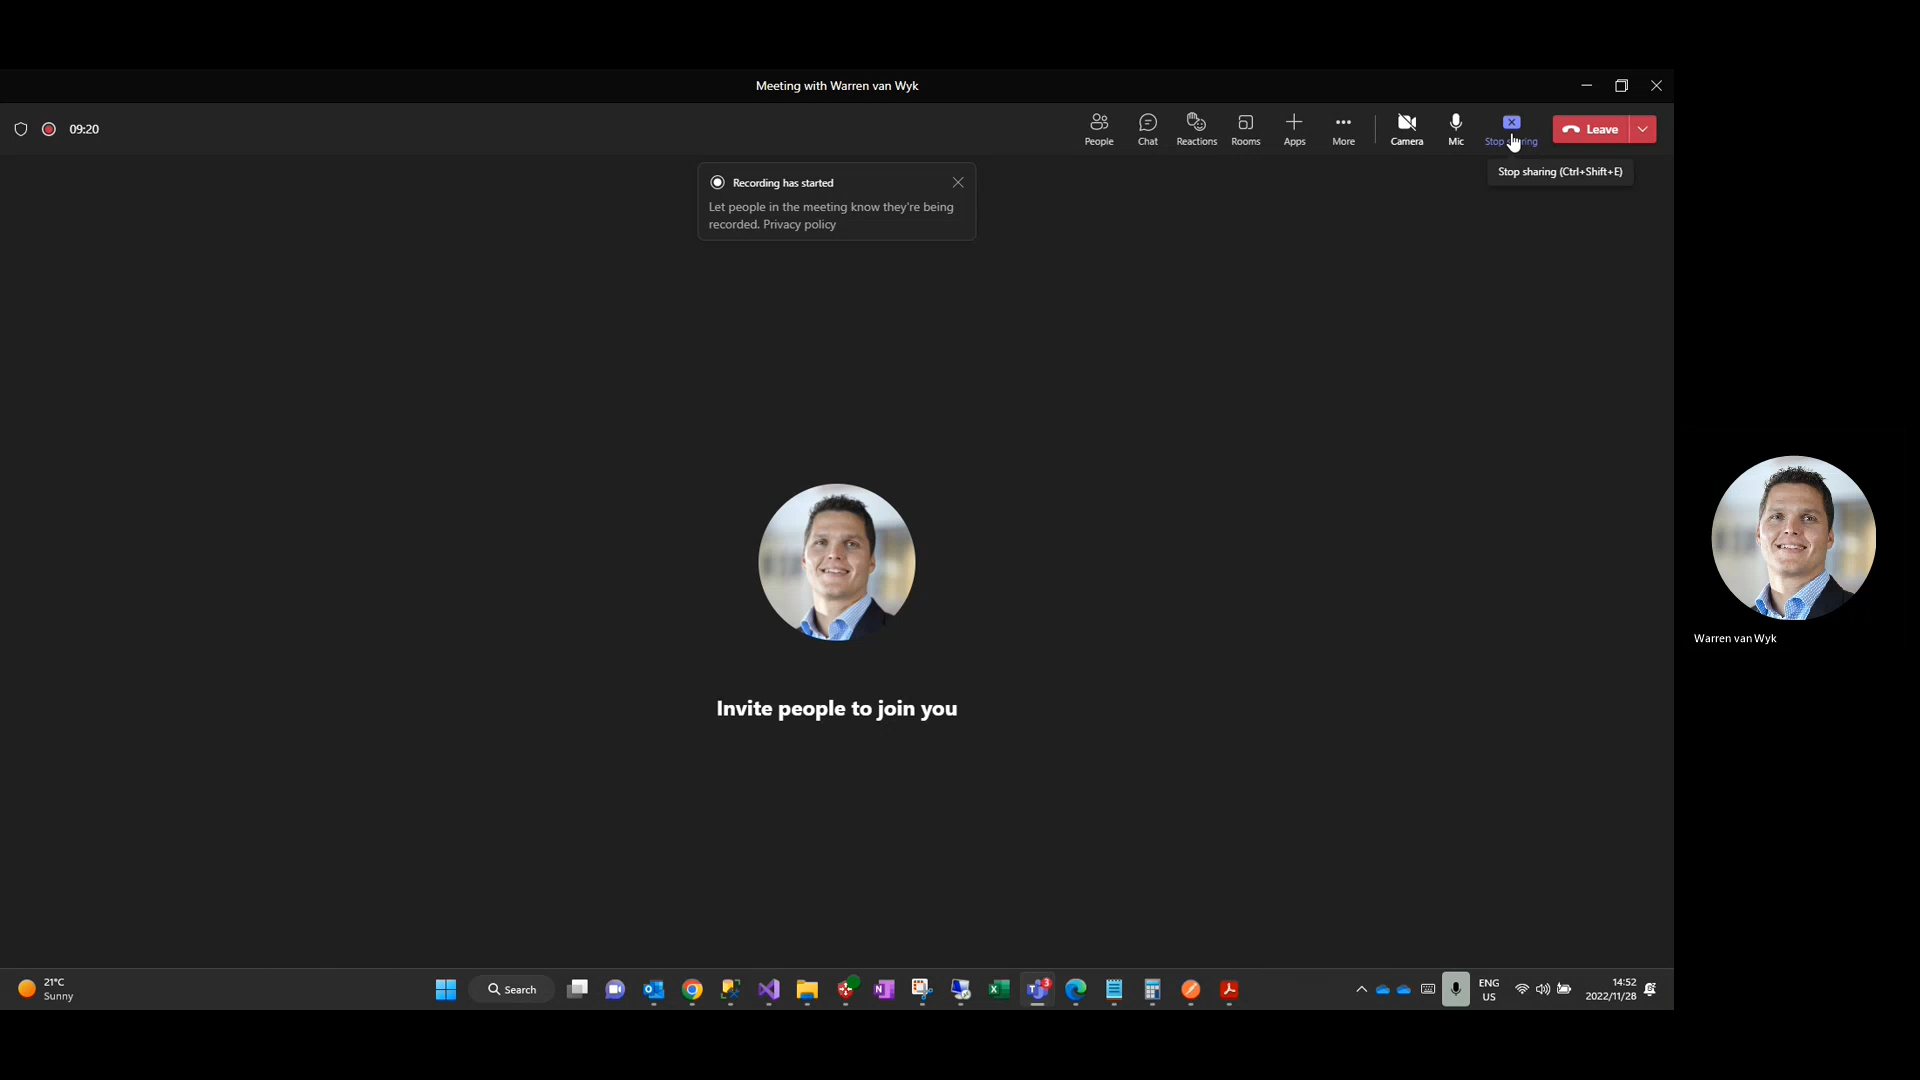 Meeting with Warren van Wyk
09:20
People
Chat
Reactions
Rooms
Apps
More
Camera
Mic
Leave
Stop sharing (Ctrl+Shift+E)
Recording has started
Let people in the meeting know they're being
recorded. Privacy policy
Invite people to join you
Warren van Wyk
21°C
Sunny
Search
3
ENG
US
14:52
2022/11/28